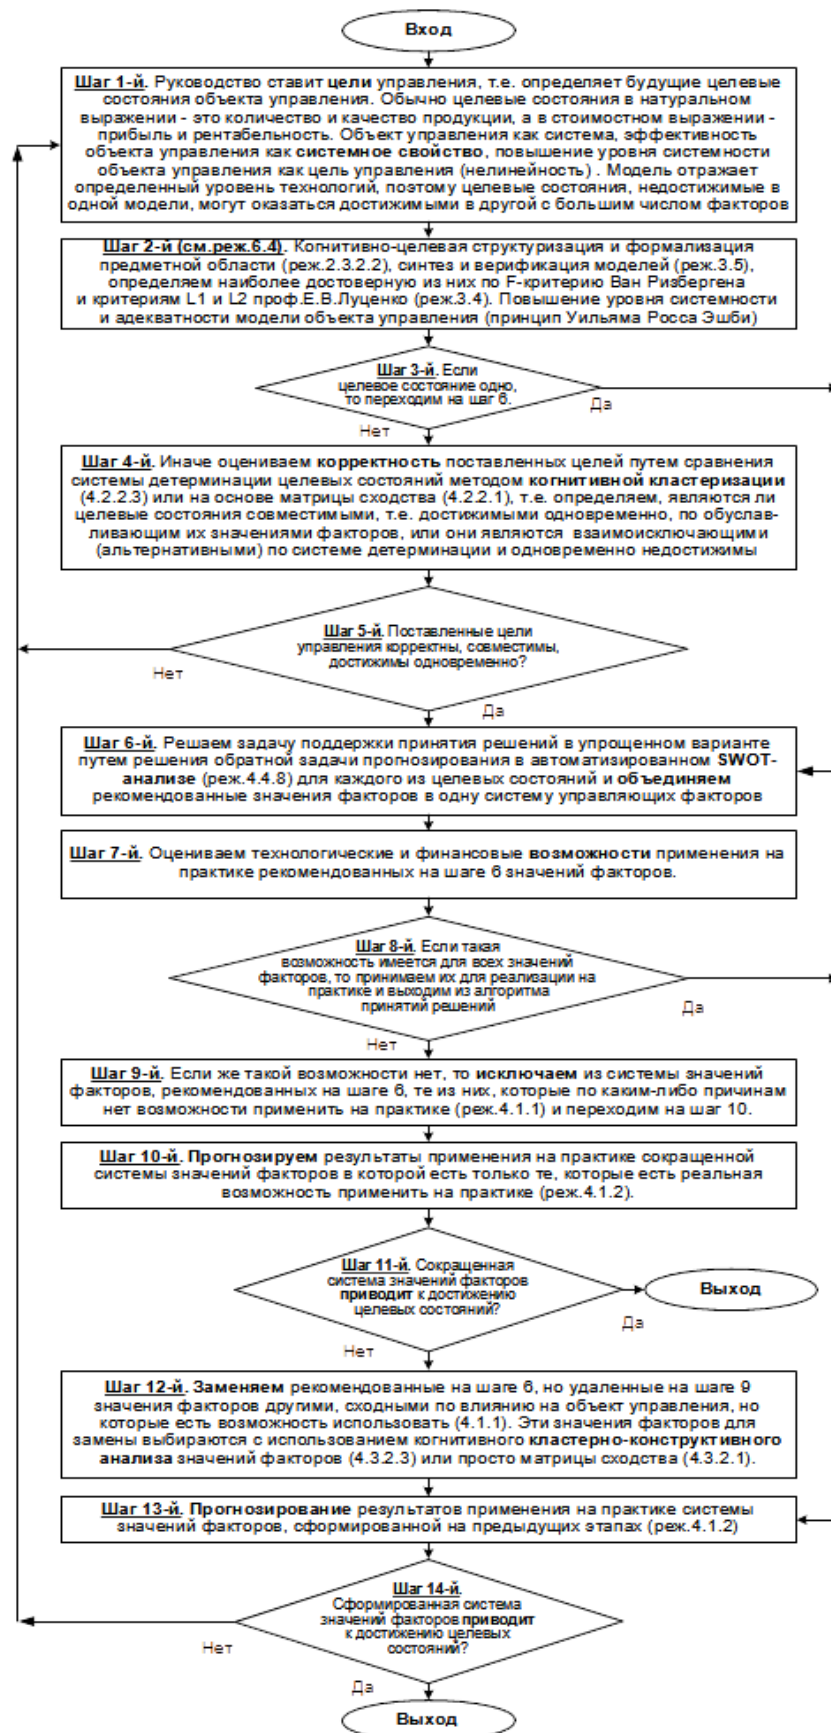 Вход
Шаг 1-й. Руководство ставит цели управления, т.е. определяет будущие целевые
состояния объекта управления. Обычно целевые состояния в натуральном
выражении - это количество и качество продукции, а в стоимостном выражении -
прибыль и рентабельность. Объект управления как система, эффективность
объекта управления как системное свойство, повышение уровня системности
объекта управления как цель управления (нелинейность) . Модель отражает
определенный уровень технологий, поэтому целевые состояния, недостижимые в
одной модели, могут оказаться достижимыми в другой с большим числом факторов
Шаг 2-й (см.реж.6.4). Когнитивно-целевая структуризация и формализация
предметной области (реж.2.3.2.2), синтез и верификация моделей (реж.3.5),
определяем наиболее достоверную из них по F-критерию Ван Ризбергена
и критериям L1 и L2 проф.Е.В.Луценко (реж.3.4). Повышение уровня системности
и адекватности модели объекта управления (принцип Уильяма Росса Эшби)
Шаг 3-й. Если
целевое состояние одно,
то переходим на шаг 6.
Да
Нет
Шаг 4-й. Иначе оцениваем корректность поставленных целей путем сравнения
системы детерминации целевых состояний методом когнитивной кластеризации
(4.2.2.3) или на основе матрицы сходства (4.2.2.1), т.е. определяем, являются ли
целевые состояния совместимыми, т.е. достижимыми одновременно, по обуслав-
ливающим их значениями факторов, или они являются взаимоисключающими
(альтернативными) по системе детерминации и одновременно недостижимы
Шаг 5-й. Поставленные цели
управления корректны, совместимы,
достижимы одновременно?
Нет
Да
Шаг 6-й. Решаем задачу поддержки принятия решений в упрощенном варианте
путем решения обратной задачи прогнозирования в автоматизированном SWOT-
анализе (реж.4.4.8) для каждого из целевых состояний и объединяем
рекомендованные значения факторов в одну систему управляющих факторов
Шаг 7-й. Оцениваем технологические и финансовые возможности применения на
практике рекомендованных на шаге 6 значений факторов.
Шаг 8-й. Если такая
возможность имеется для всех значений
факторов, то принимаем их для реализации на
практике и выходим из алгоритма
принятий решений
Да
Нет
Шаг 9-й. Если же такой возможности нет, то исключаем из системы значений
факторов, рекомендованных на шаге 6, те из них, которые по каким-либо причинам
нет возможности применить на практике (реж.4.1.1) и переходим на шаг 10.
Шаг 10-й. Прогнозируем результаты применения на практике сокращенной
системы значений факторов в которой есть только те, которые есть реальная
возможность применить на практике (реж.4.1.2).
Шаг 11-й. Сокращенная
система значений факторов
приводит к достижению
целевых состояний?
Выход
Да
Нет
Шаг 12-й. Заменяем рекомендованные на шаге 6, но удаленные на шаге 9
значения факторов другими, сходными по влиянию на объект управления, но
которые есть возможность использовать (4.1.1). Эти значения факторов для
замены выбираются с использованием когнитивного кластерно-конструктивного
анализа значений факторов (4.3.2.3) или просто матрицы сходства (4.3.2.1).
Шаг 13-й. Прогнозирование результатов применения на практике системы
значений факторов, сформированной на предыдущих этапах (реж.4.1.2)
Шаг 14-й.
Сформированная система
значений факторов приводит
к достижению целевых
состояний?
Нет
Да
Выход